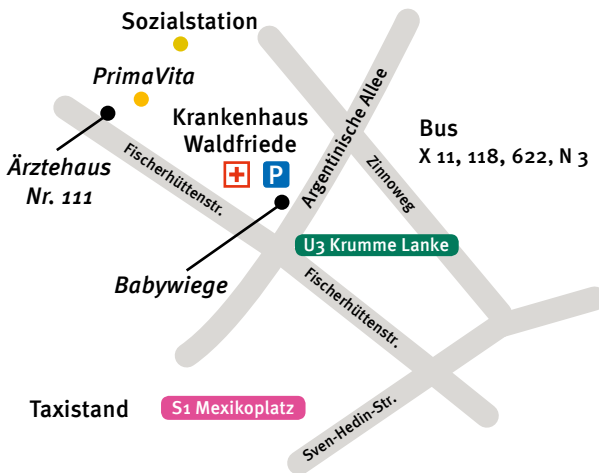 Sozialstation
PrimaVita
Krankenhaus
Waldfriede
Ärztehaus
Nr. 111
Fischerhüttenstr.
P
Argentinische Allee
Zinnoweg
Bus
X 11, 118, 622, N 3
U3 Krumme Lanke
Babywiege
Fischerhüttenstr.
Taxistand
S1 Mexikoplatz
Sven-Hedin-Str.